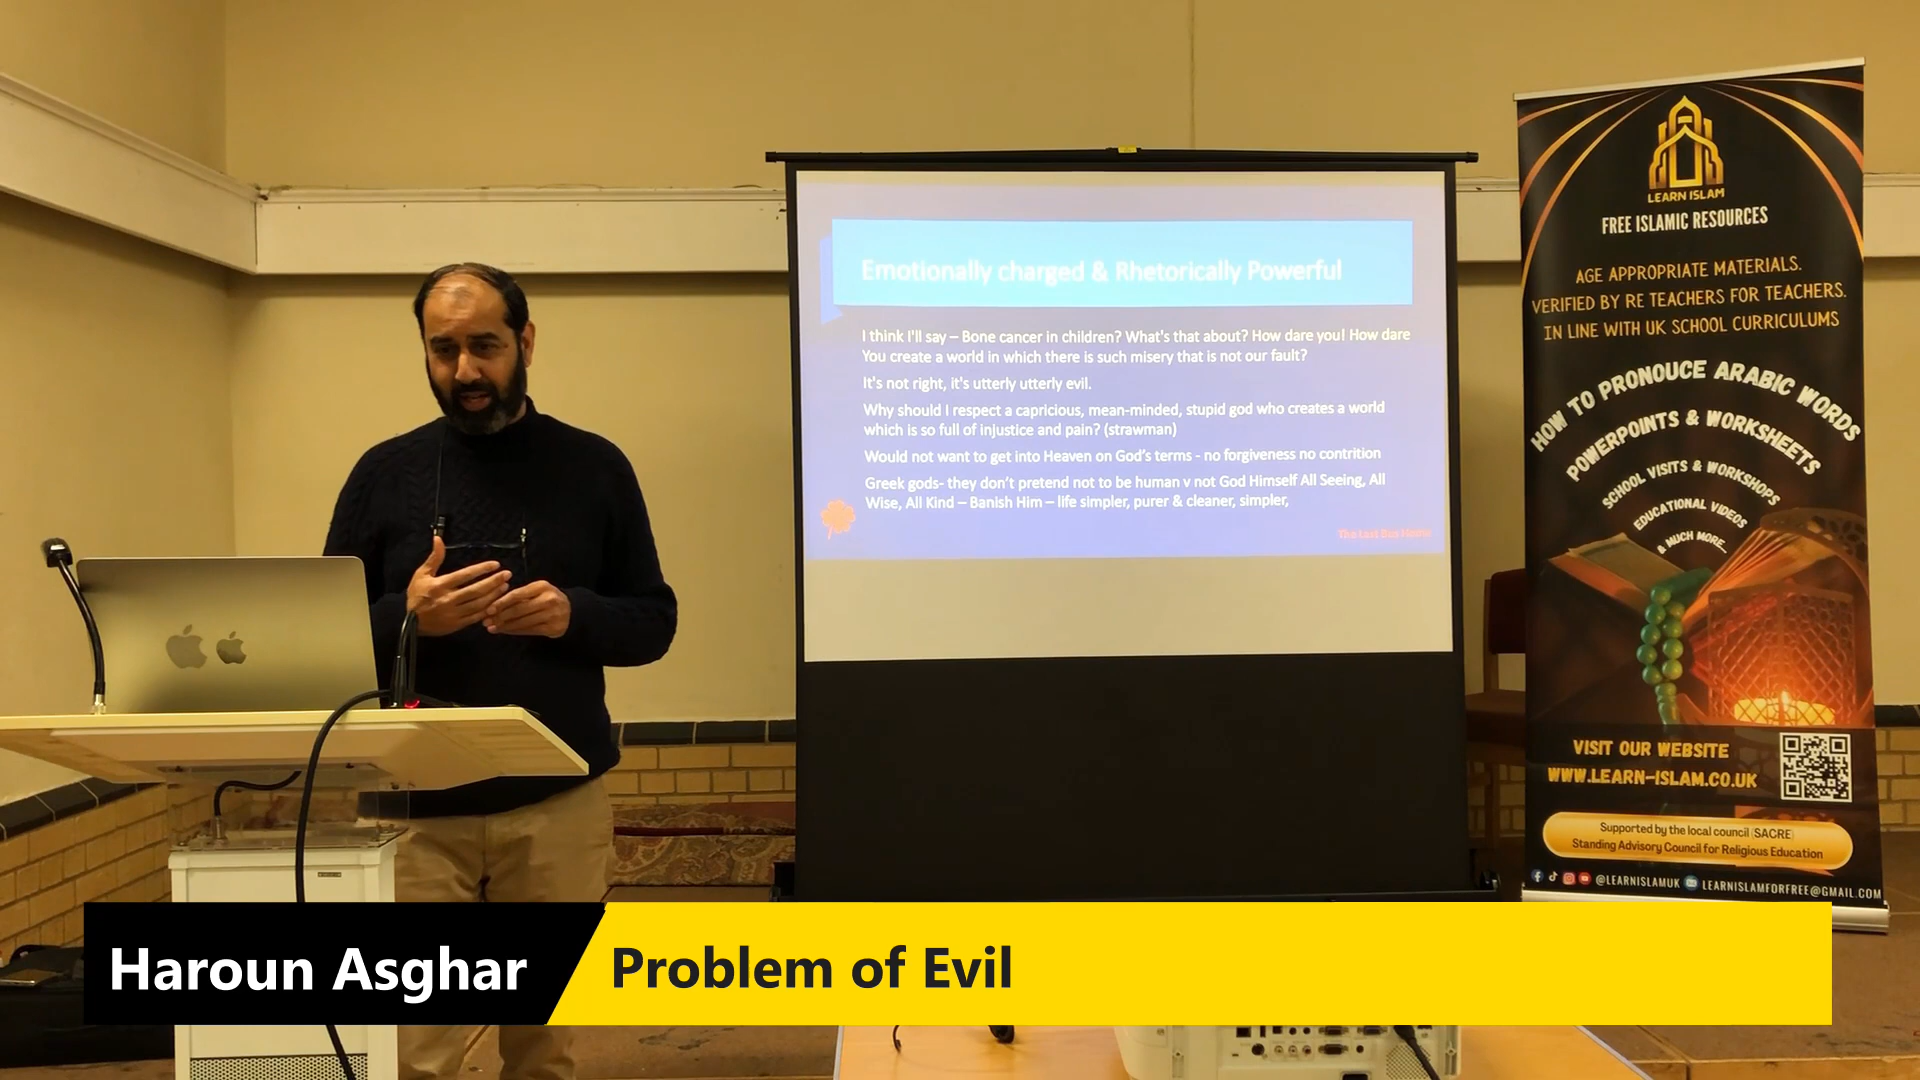 Emotionally charged & Rhetorically Powerful
I think I'll say – Bone cancer in children? What's that about? How dare you! How dare
You create a world in which there is such misery that is not our fault?
It's not right, it's utterly utterly evil.
Why should I respect a capricious, mean-minded, stupid god who creates a world
which is so full of injustice and pain? (strawman)
Would not want to get into Heaven on God's terms - no forgiveness no contrition
Greek gods- they don't pretend not to be human v not God Himself All Seeing, All
Wise, All Kind – Banish Him – life simpler, purer & cleaner, simpler,
The Last Bus Home
LEARN ISLAM
FREE ISLAMIC RESOURCES
AGE APPROPRIATE MATERIALS.
VERIFIED BY RE TEACHERS FOR TEACHERS.
IN LINE WITH UK SCHOOL CURRICULUMS
HOW TO PRONOUCE ARABIC WORDS
POWERPOINTS & WORKSHEETS
SCHOOL VISITS & WORKSHOPS
EDUCATIONAL VIDEOS
& MUCH MORE...
VISIT OUR WEBSITE
WWW.LEARN-ISLAM.CO.UK
Supported by the local council (SACRE)
Standing Advisory Council for Religious Education
@LEARNISLAMUK LEARNISLAMFORFREE@GMAIL.COM
Haroun Asghar
Problem of Evil